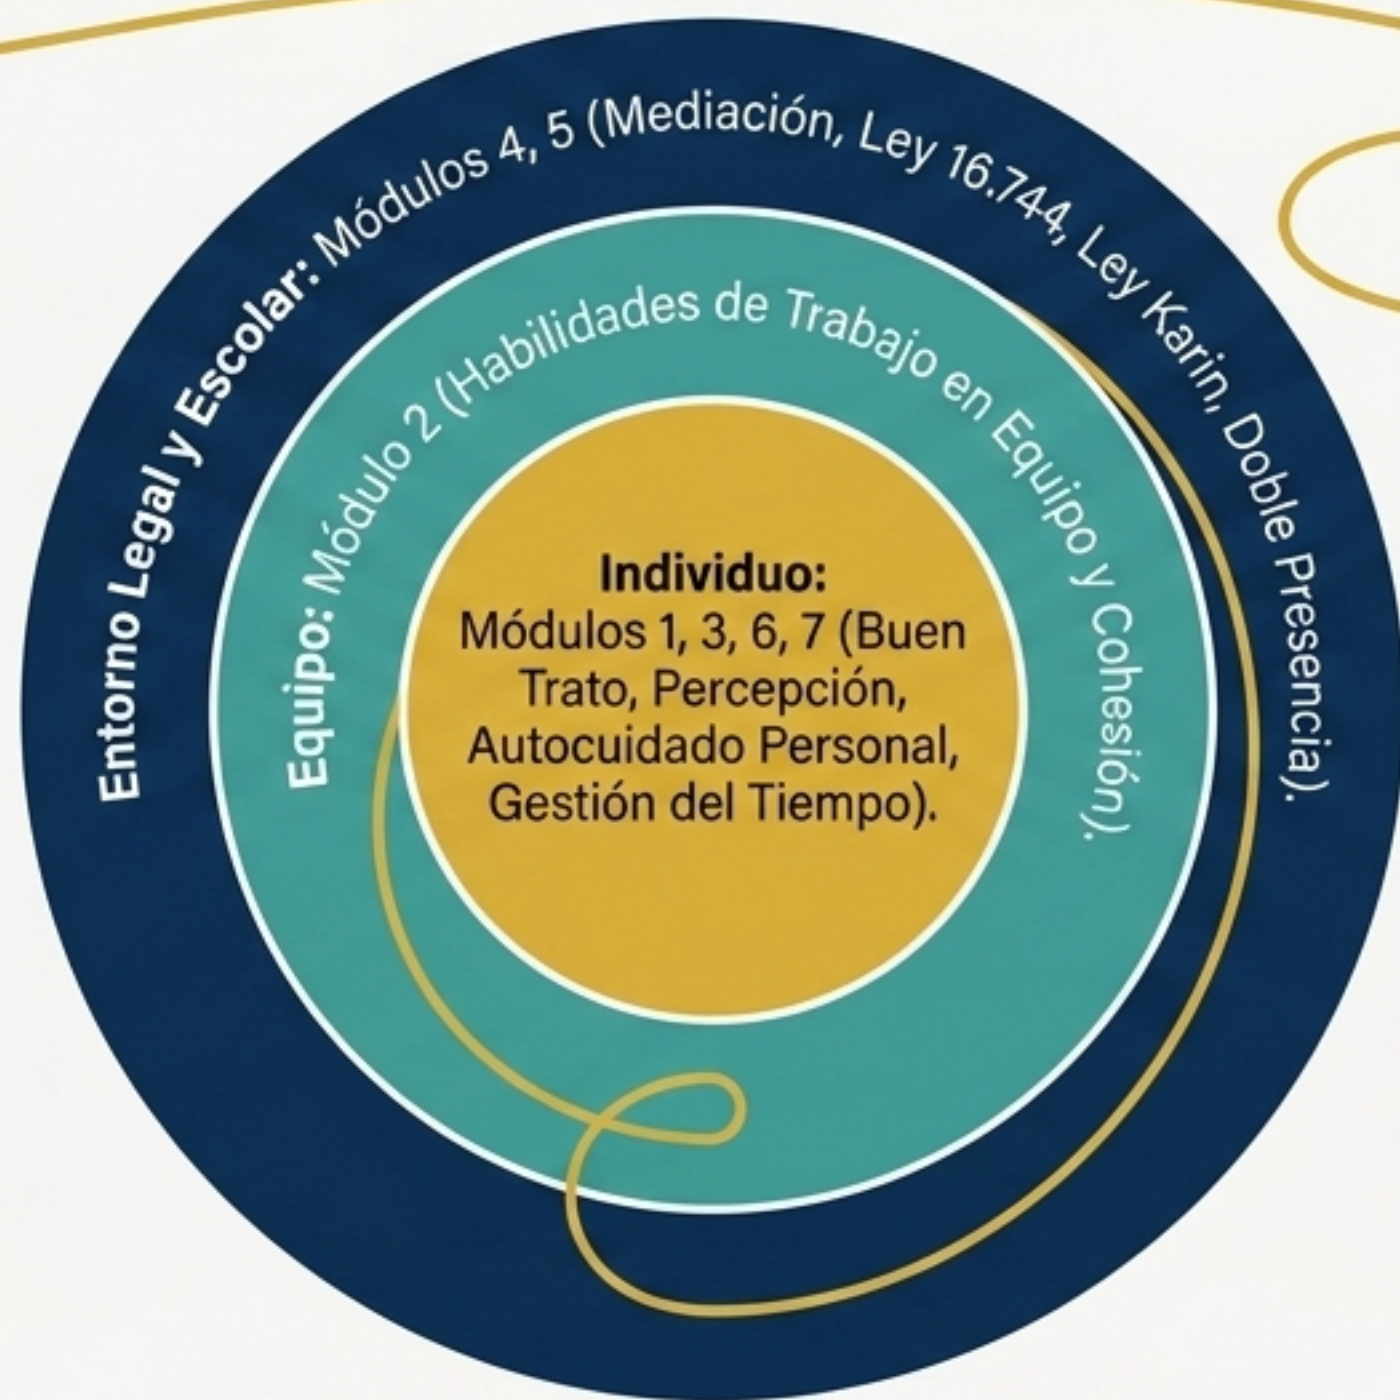 Entorno Legal y Escolar: Módulos 4, 5 (Mediación, Ley 16.744, Ley Karin, Doble Presencia).
Equipo: Módulo 2 (Habilidades de Trabajo en Equipo y Cohesión).
Individuo:
Módulos 1, 3, 6, 7 (Buen
Trato, Percepción,
Autocuidado Personal,
Gestión del Tiempo).